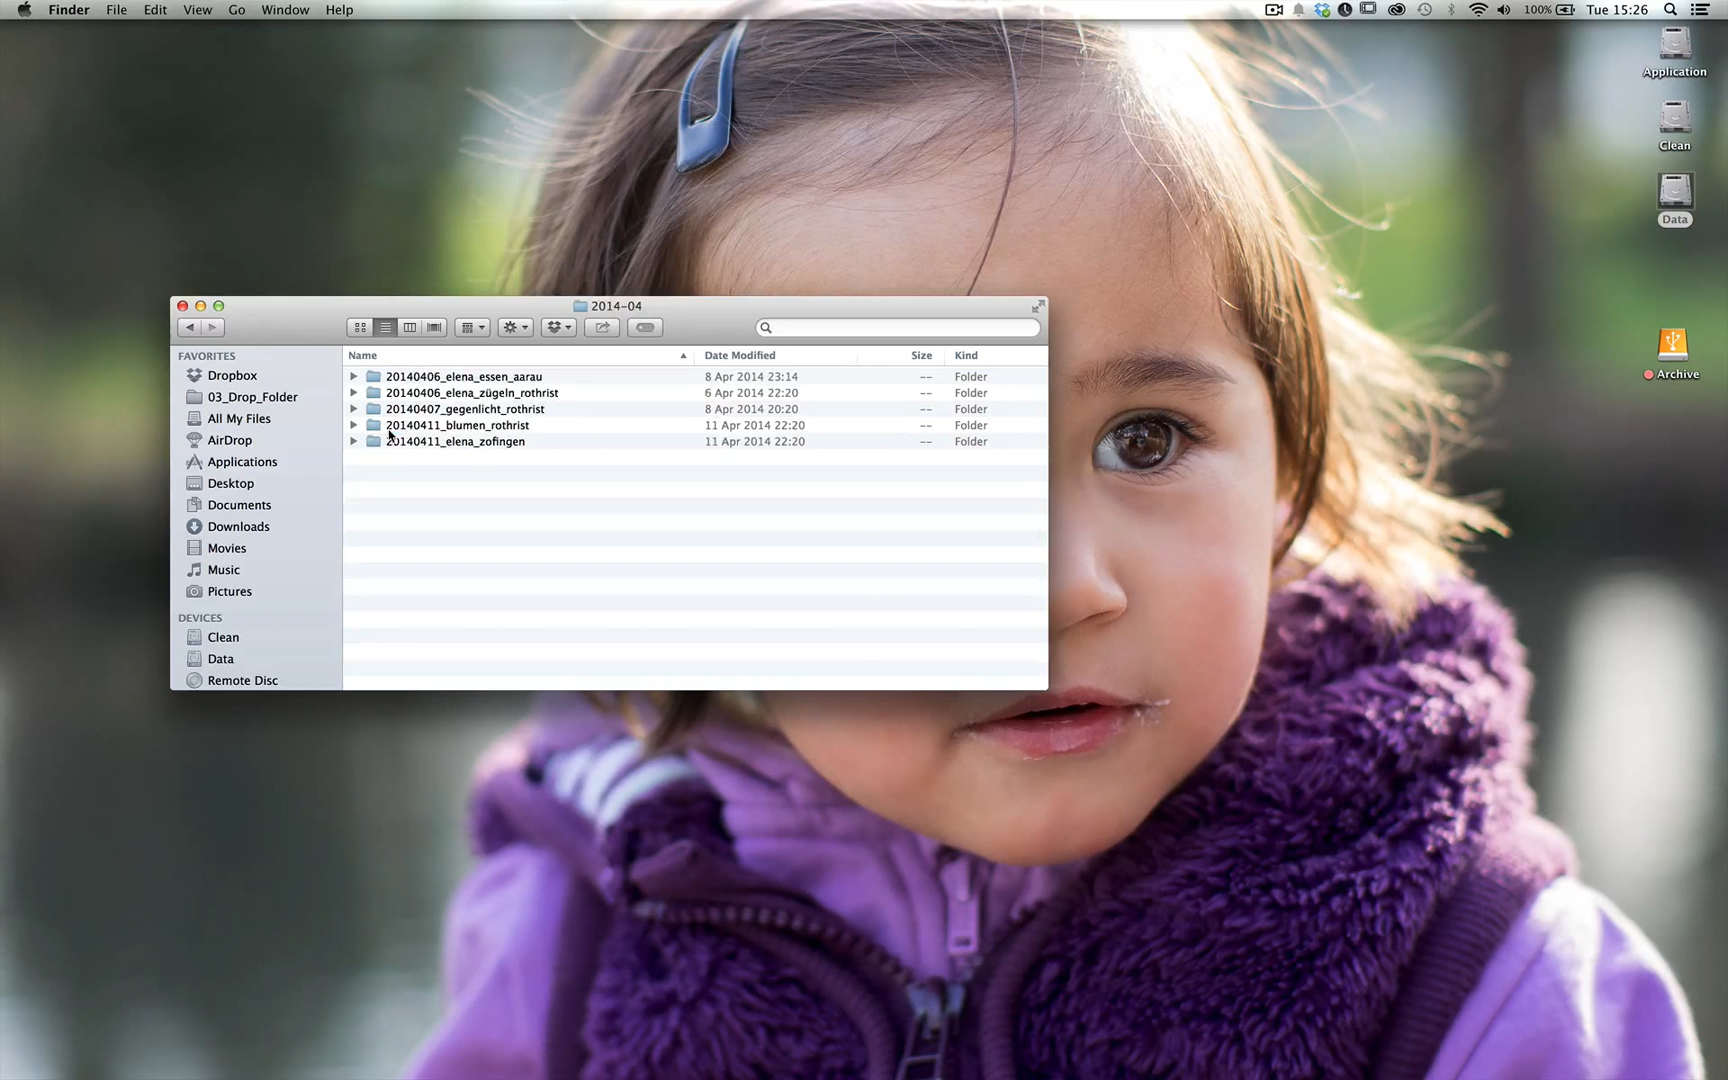 Finder File Edit View Go Window Help 100% Tue 15:26
Application
Clean
Data
Archive
2014-04
FAVORITES
Dropbox
03_Drop_Folder
All My Files
AirDrop
Applications
Desktop
Documents
Downloads
Movies
Music
Pictures
DEVICES
Clean
Data
Remote Disc
Name Date Modified Size Kind
20140406_elena_essen_aarau 8 Apr 2014 23:14 -- Folder
20140406_elena_zügeln_rothrist 6 Apr 2014 22:20 -- Folder
20140407_gegenlicht_rothrist 8 Apr 2014 20:20 -- Folder
20140411_blumen_rothrist 11 Apr 2014 22:20 -- Folder
20140411_elena_zofingen 11 Apr 2014 22:20 -- Folder